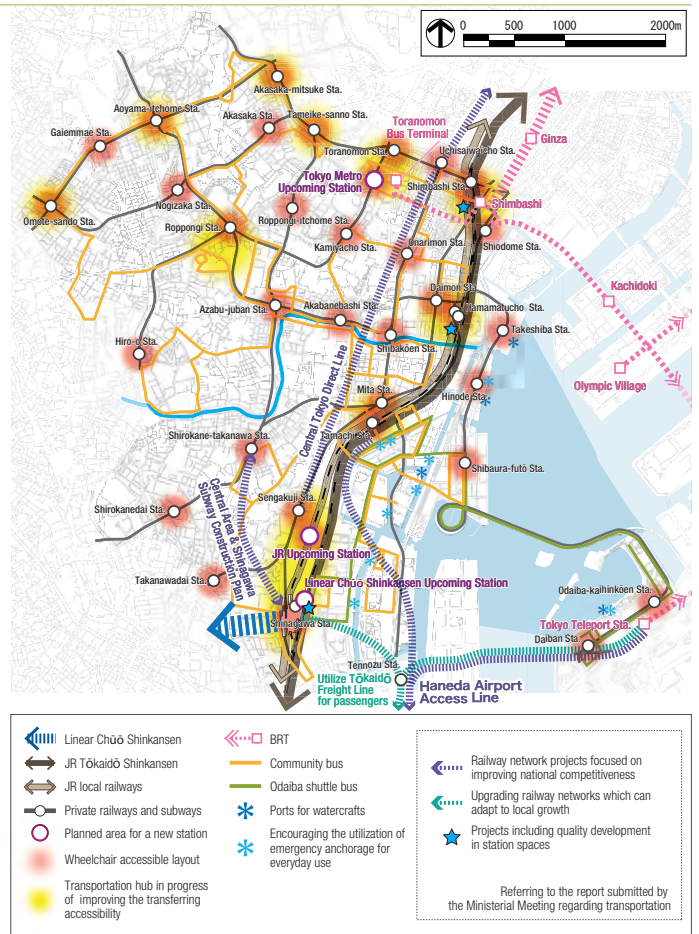 0 500 1000 2000m
Akasaka-mitsuke Sta.
Aoyama-itchome Sta.
Akasaka Sta.
Tameike-sanno Sta.
Gaiemmae Sta.
Toranomon
Bus Terminal
Ginza
Toranomon Sta.
Uchisaiwaicho Sta.
Tokyo Metro
Upcoming Station
Shimbashi Sta.
Shimbashi
Nogizaka Sta.
Omote-sando Sta.
Roppongi Sta.
Roppongi-itchome Sta.
Kamiyacho Sta.
Onarimon Sta.
Shiodome Sta.
Kachidoki
Daimon Sta.
Hamamatucho Sta.
Azabu-juban Sta.
Akabanebashi Sta.
Takeshiba Sta.
Shibakōen Sta.
Hiro-o Sta.
Olympic Village
Central Tokyo Direct Line
Mita Sta.
Hinode Sta.
Tamachi Sta.
Shirokane-takanawa Sta.
Shibaura-futō Sta.
Central Area & Shinagawa
Subway Construction Plan
Sengakuji Sta.
Shirokanedai Sta.
JR Upcoming Station
Takanawadai Sta.
Linear Chūō Shinkansen Upcoming Station
Odaiba-kaihinkōen Sta.
Shinagawa Sta.
Tokyo Teleport Sta.
Daiban Sta.
Tennozu Sta.
Utilize Tōkaidō
Freight Line
for passengers
Haneda Airport
Access Line
Linear Chūō Shinkansen
JR Tōkaidō Shinkansen
JR local railways
Private railways and subways
Planned area for a new station
Wheelchair accessible layout
Transportation hub in progress
of improving the transferring
accessibility
BRT
Community bus
Odaiba shuttle bus
Ports for watercrafts
Encouraging the utilization of
emergency anchorage for
everyday use
Railway network projects focused on
improving national competitiveness
Upgrading railway networks which can
adapt to local growth
Projects including quality development
in station spaces
Referring to the report submitted by
the Ministerial Meeting regarding transportation